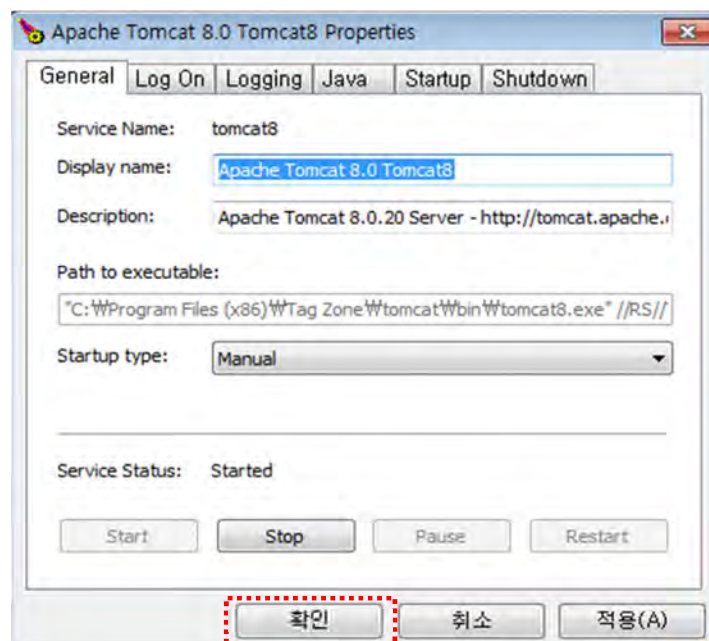 Apache Tomcat 8.0 Tomcat8 Properties
General Log On Logging Java Startup Shutdown
Service Name: tomcat8
Display name: Apache Tomcat 8.0 Tomcat8
Description: Apache Tomcat 8.0.20 Server - http://tomcat.apache.
Path to executable:
"C:₩Program Files (x86)₩Tag Zone₩tomcat₩bin₩tomcat8.exe" //RS//
Startup type: Manual
Service Status: Started
Start Stop Pause Restart
확인 취소 적용(A)